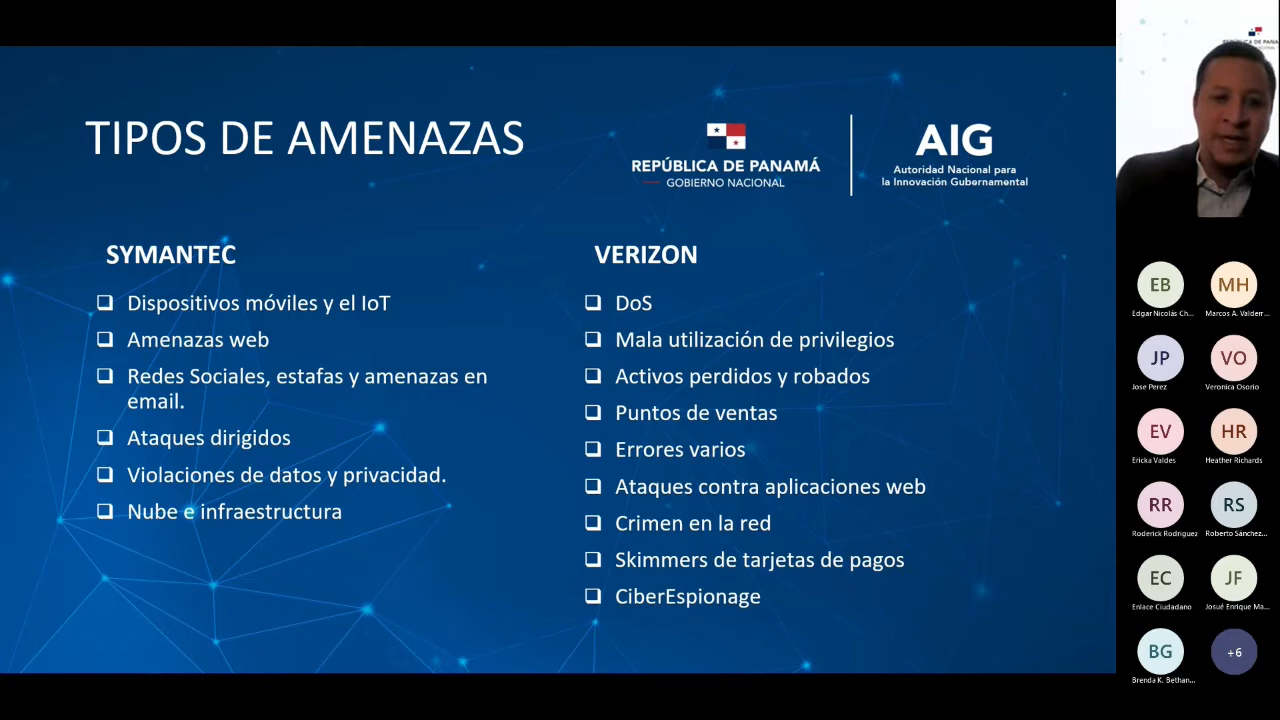 TIPOS DE AMENAZAS
REPÚBLICA DE PANAMÁ
GOBIERNO NACIONAL
AIG
Autoridad Nacional para
la Innovación Gubernamental
SYMANTEC
Dispositivos móviles y el IoT
Amenazas web
Redes Sociales, estafas y amenazas en
email.
Ataques dirigidos
Violaciones de datos y privacidad.
Nube e infraestructura
VERIZON
DoS
Mala utilización de privilegios
Activos perdidos y robados
Puntos de ventas
Errores varios
Ataques contra aplicaciones web
Crimen en la red
Skimmers de tarjetas de pagos
CiberEspionage
EB
Edgar Nicolás Ch...
MH
Marcos A. Valderr...
JP
Jose Perez
VO
Veronica Osorio
EV
Ericka Valdes
HR
Heather Richards
RR
Roderick Rodriguez
RS
Roberto Sánchez...
EC
Enlace Ciudadano
JF
Josué Enrique Ma...
BG
Brenda K. Bethan...
+6